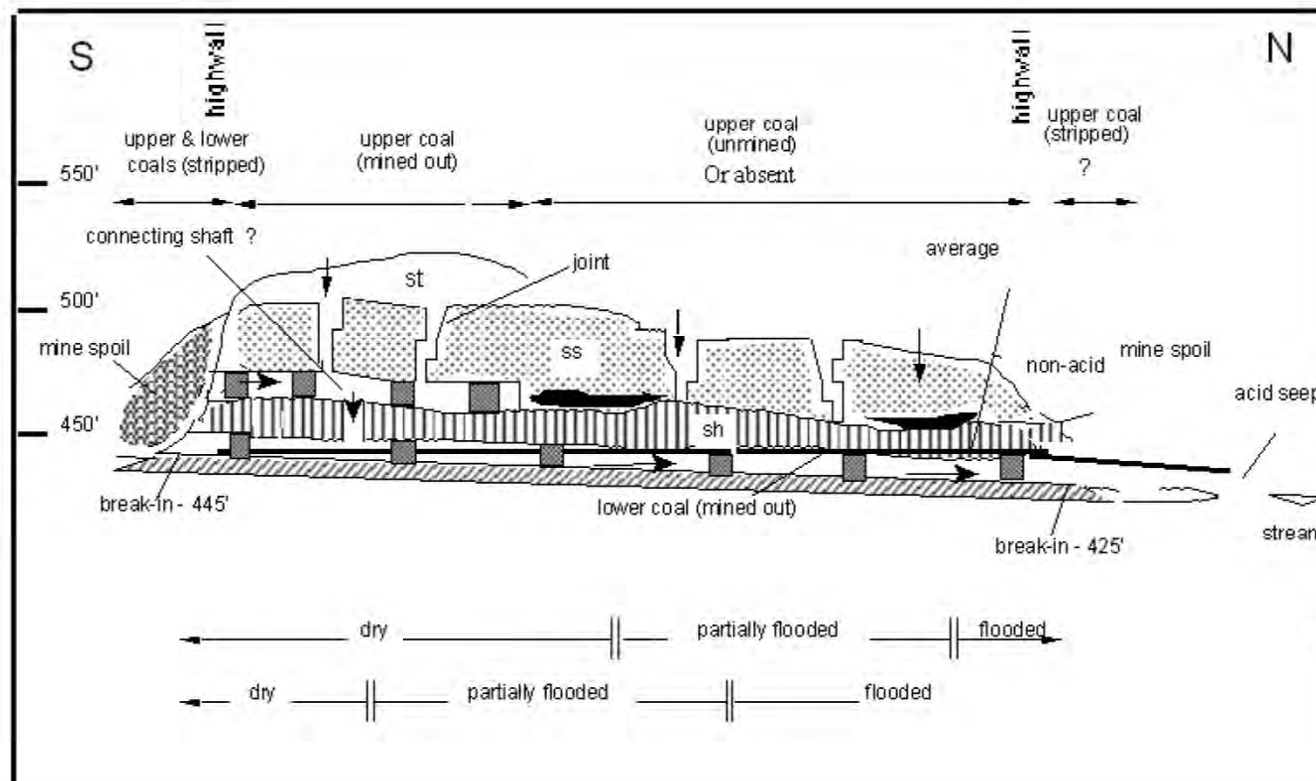 S
highwall
highwall
N
upper & lower
coals (stripped)
upper coal
(mined out)
upper coal
(unmined)
Or absent
upper coal
(stripped)
?
550'
connecting shaft ?
average
st
joint
500'
mine spoil
ss
non-acid
mine spoil
acid seep
450'
sh
break-in - 445'
lower coal (mined out)
break-in - 425'
stream
dry
partially flooded
flooded
dry
partially flooded
flooded